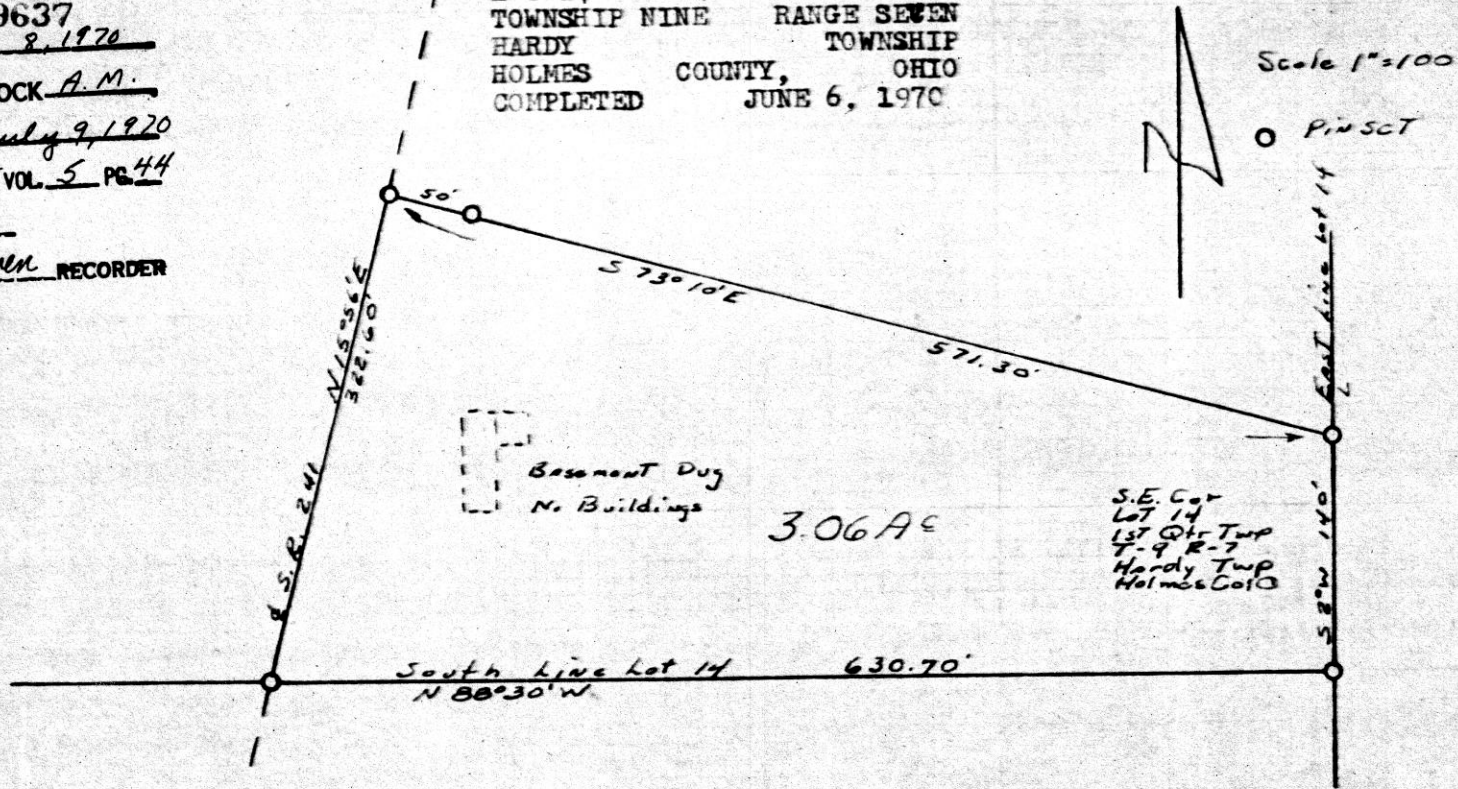 9637
8, 1970
OCK A.M.
July 9, 1970
VOL. 5 PG. 44
RECORDER
TOWNSHIP NINE RANGE SEVEN
HARDY TOWNSHIP
HOLMES COUNTY, OHIO
COMPLETED JUNE 6, 1970
Scale 1"=100
Pin Set
East Line Lot 14
50'
S 73° 10' E
571.30'
N 15° 56' E
322.60'
S.R. 241
Basement Dug
No Buildings
3.06 Ac
S.E. Cor
Lot 14
1st Qtr Twp
T-9 R-7
Hardy Twp
Holmes Co, O
S 2° W 140'
South Line Lot 14 630.70'
N 88° 30' W